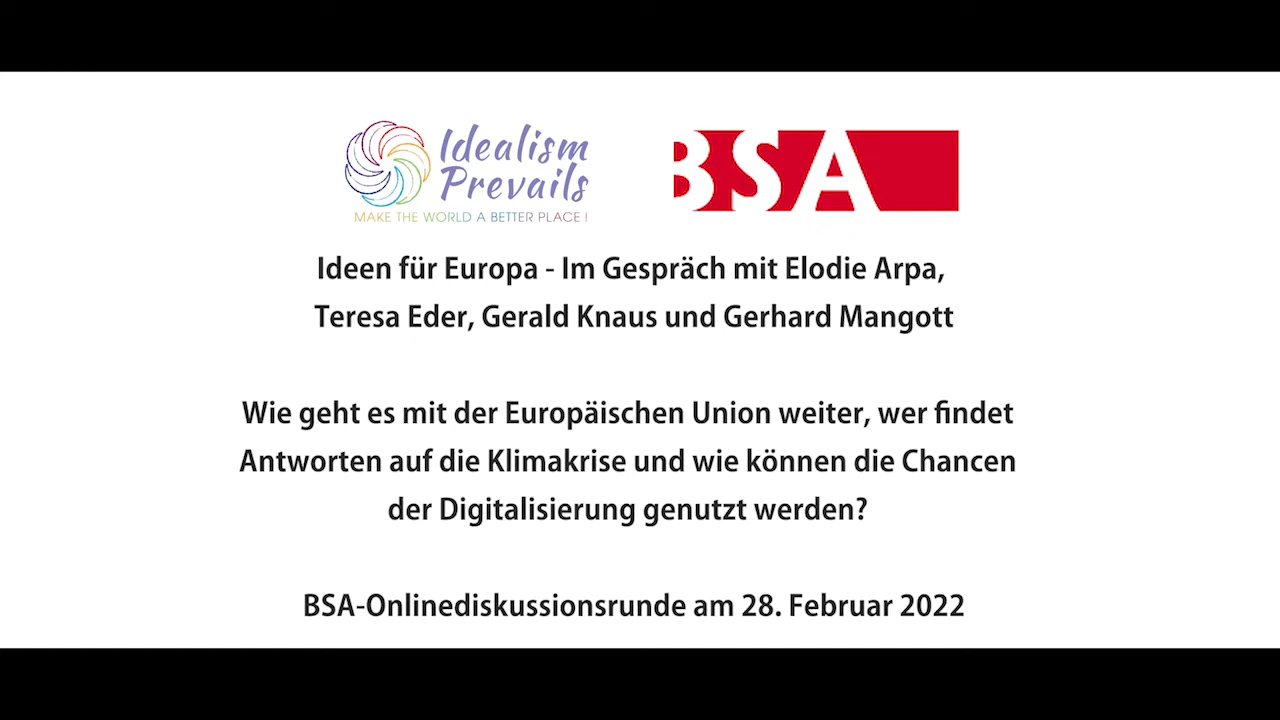 Idealism
Prevails
MAKE THE WORLD A BETTER PLACE !
BSA
Ideen für Europa - Im Gespräch mit Elodie Arpa,
Teresa Eder, Gerald Knaus und Gerhard Mangott
Wie geht es mit der Europäischen Union weiter, wer findet
Antworten auf die Klimakrise und wie können die Chancen
der Digitalisierung genutzt werden?
BSA-Onlinediskussionsrunde am 28. Februar 2022